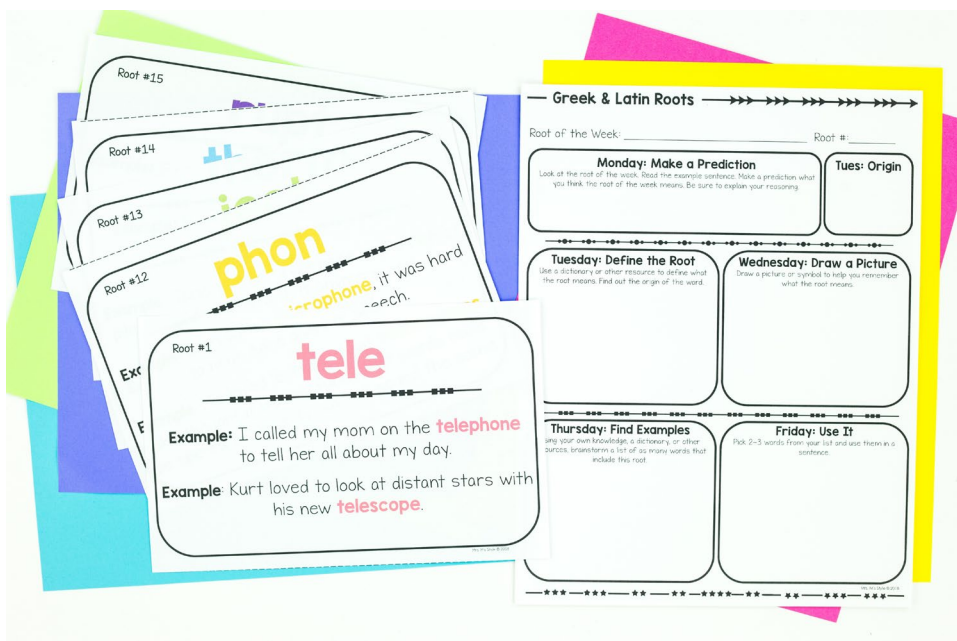 Root #15
Root #14
Root #13
Root #12
phon
microphone, it was hard
speech.
Root #1
tele
Example: I called my mom on the telephone
to tell her all about my day.
Example: Kurt loved to look at distant stars with
his new telescope.
Greek & Latin Roots
Root of the Week: Root #:
Monday: Make a Prediction
Look at the root of the week. Read the example sentence. Make a prediction what
you think the root of the week means. Be sure to explain your reasoning.
Tues: Origin
Tuesday: Define the Root
Use a dictionary or other resource to define what
the root means. Find out the origin of the word.
Wednesday: Draw a Picture
Draw a picture or symbol to help you remember
what the root means.
Thursday: Find Examples
your own knowledge, a dictionary, or other
brainstorm a list of as many words that
include this root
Friday: Use It
Pick 2-3 words from your list and use them in a
sentence.